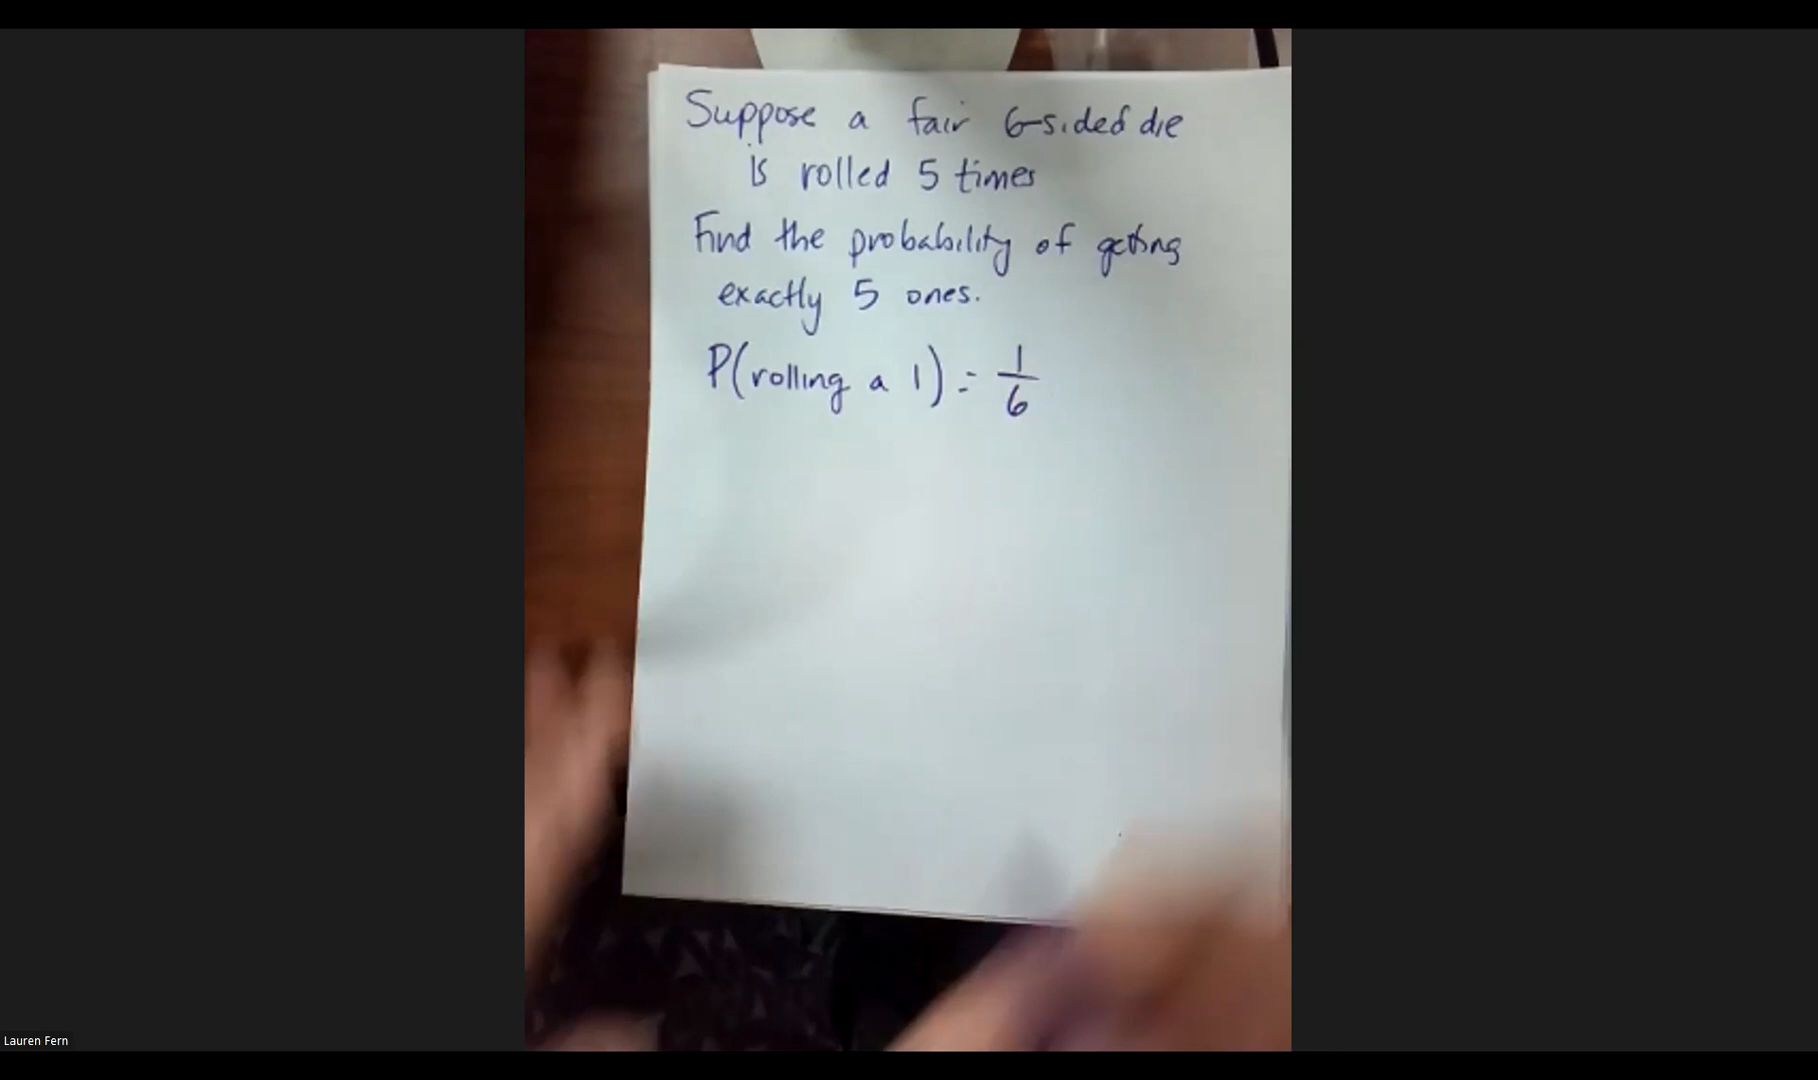 Suppose a fair 6-sided die
is rolled 5 times
Find the probability of getting
exactly 5 ones.
P(rolling a 1) = 1/6
Lauren Fern